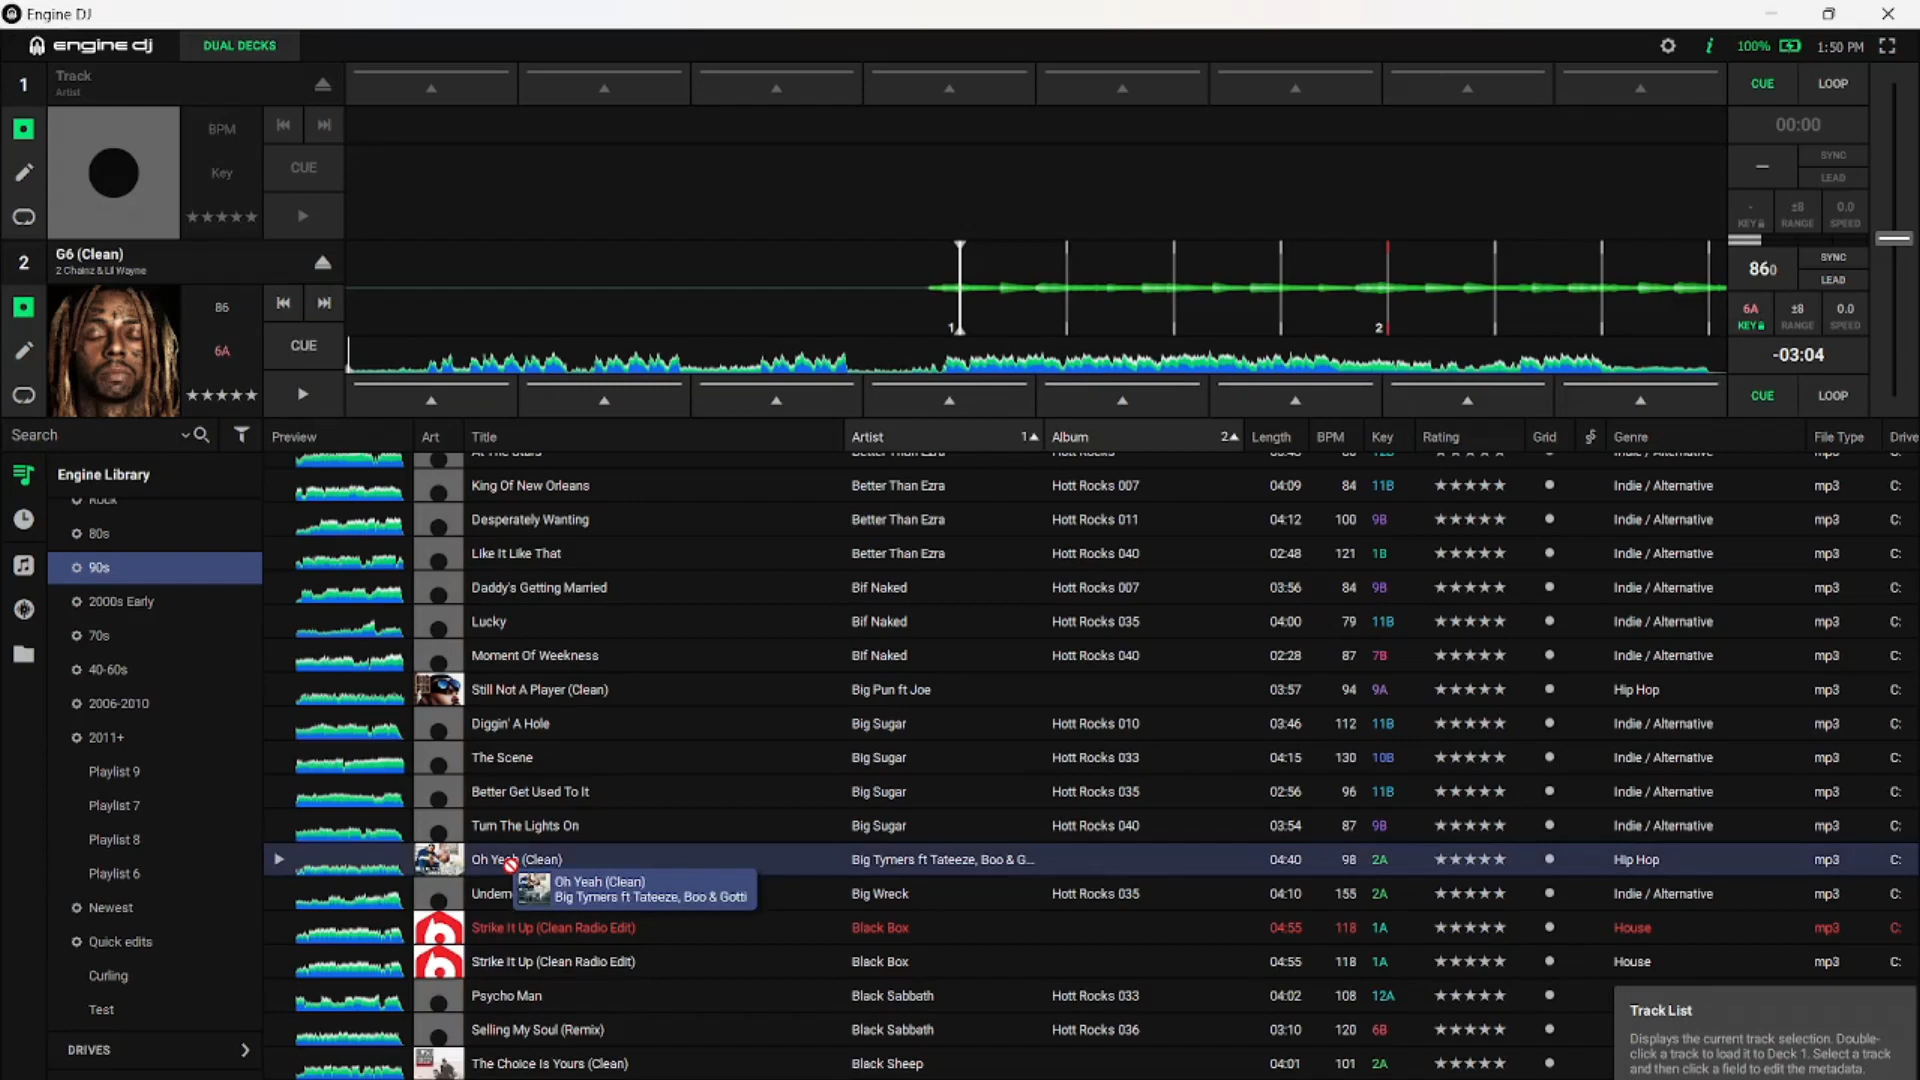 Engine DJ
engine dj
DUAL DECKS
100%
1:50 PM
1
Track
Artist
CUE
LOOP
BPM
Key
CUE
00:00
SYNC
LEAD
-
KEY
±8
RANGE
0.0
SPEED
2
G6 (Clean)
2 Chainz & Lil Wayne
86
6A
CUE
1
2
860
SYNC
LEAD
6A
KEY
±8
RANGE
0.0
SPEED
-03:04
CUE
LOOP
Search
Engine Library
Rock
80s
90s
2000s Early
70s
40-60s
2006-2010
2011+
Playlist 9
Playlist 7
Playlist 8
Playlist 6
Newest
Quick edits
Curling
Test
DRIVES
Preview Art Title Artist 1 Album 2 Length BPM Key Rating Grid Genre File Type Drive
King Of New Orleans Better Than Ezra Hott Rocks 007 04:09 84 11B Indie / Alternative mp3 C:
Desperately Wanting Better Than Ezra Hott Rocks 011 04:12 100 9B Indie / Alternative mp3 C:
Like It Like That Better Than Ezra Hott Rocks 040 02:48 121 1B Indie / Alternative mp3 C:
Daddy's Getting Married Bif Naked Hott Rocks 007 03:56 84 9B Indie / Alternative mp3 C:
Lucky Bif Naked Hott Rocks 035 04:00 79 11B Indie / Alternative mp3 C:
Moment Of Weekness Bif Naked Hott Rocks 040 02:28 87 7B Indie / Alternative mp3 C:
Still Not A Player (Clean) Big Pun ft Joe 03:57 94 9A Hip Hop mp3 C:
Diggin' A Hole Big Sugar Hott Rocks 010 03:46 112 11B Indie / Alternative mp3 C:
The Scene Big Sugar Hott Rocks 033 04:15 130 10B Indie / Alternative mp3 C:
Better Get Used To It Big Sugar Hott Rocks 035 02:56 96 11B Indie / Alternative mp3 C:
Turn The Lights On Big Sugar Hott Rocks 040 03:54 87 9B Indie / Alternative mp3 C:
Oh Yeah (Clean) Big Tymers ft Tateeze, Boo & G... 04:40 98 2A Hip Hop mp3 C:
Oh Yeah (Clean)
Big Tymers ft Tateeze, Boo & Gotti
Undern Big Wreck Hott Rocks 035 04:10 155 2A Indie / Alternative mp3 C:
Strike It Up (Clean Radio Edit) Black Box 04:55 118 1A House mp3 C:
Strike It Up (Clean Radio Edit) Black Box 04:55 118 1A House mp3 C:
Psycho Man Black Sabbath Hott Rocks 033 04:02 108 12A
Selling My Soul (Remix) Black Sabbath Hott Rocks 036 03:10 120 6B
The Choice Is Yours (Clean) Black Sheep 04:01 101 2A
Track List
Displays the current track selection. Double-
click a track to load it to Deck 1. Select a track
and then click a field to edit the metadata.